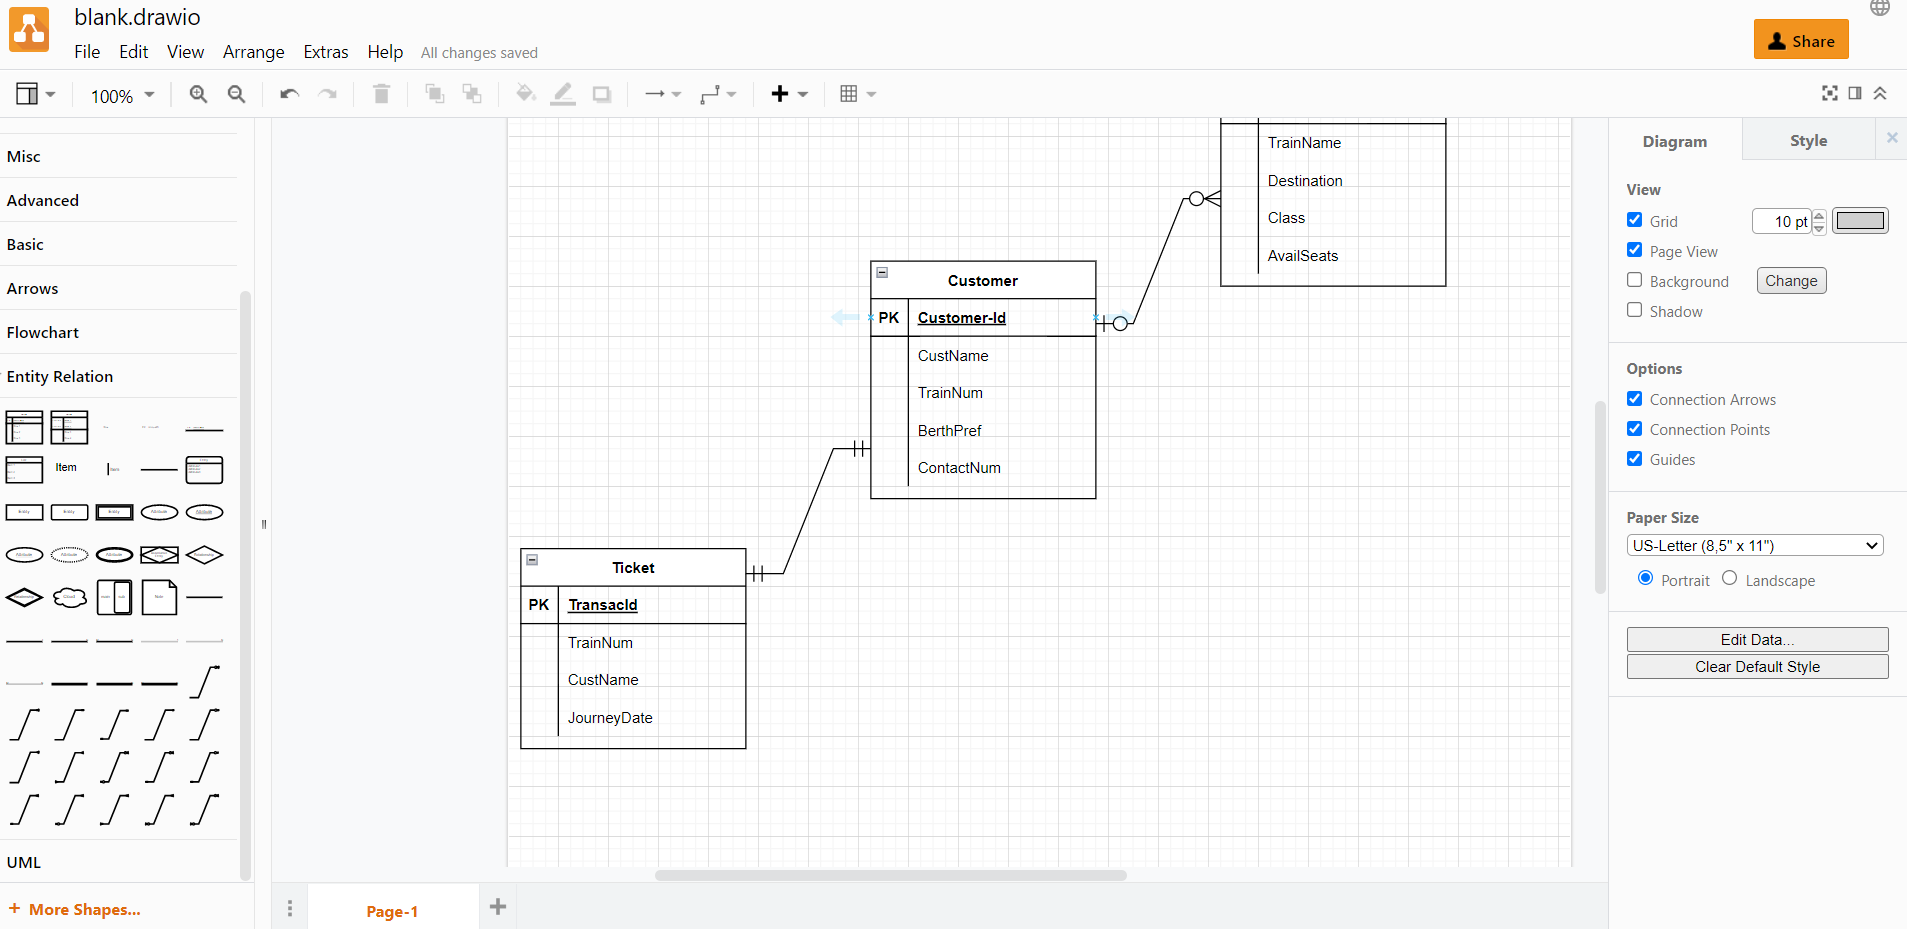 blank.drawio
File Edit View Arrange Extras Help All changes saved
Share
100%
Misc
Advanced
Basic
Arrows
Flowchart
Entity Relation
Item
UML
+ More Shapes...
TrainName
Destination
Class
AvailSeats
Customer
PK Customer-Id
CustName
TrainNum
BerthPref
ContactNum
Ticket
PK TransacId
TrainNum
CustName
JourneyDate
Page-1
Diagram Style
View
Grid 10 pt
Page View
Background Change
Shadow
Options
Connection Arrows
Connection Points
Guides
Paper Size
US-Letter (8,5" x 11")
Portrait Landscape
Edit Data...
Clear Default Style